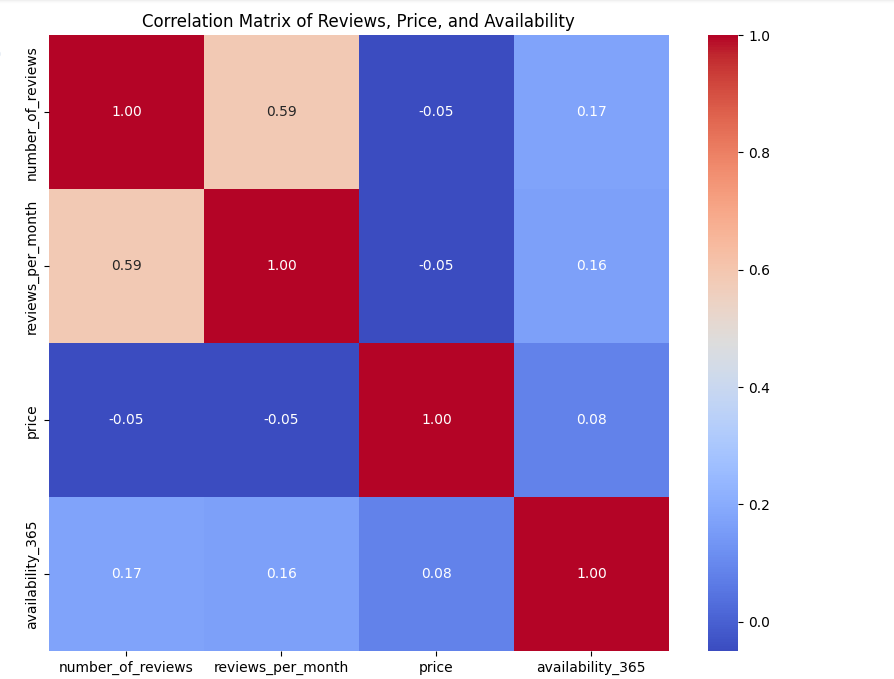 Correlation Matrix of Reviews, Price, and Availability
number_of_reviews
1.00
0.59
-0.05
0.17
reviews_per_month
0.59
1.00
-0.05
0.16
price
-0.05
-0.05
1.00
0.08
availability_365
0.17
0.16
0.08
1.00
number_of_reviews
reviews_per_month
price
availability_365
1.0
0.8
0.6
0.4
0.2
0.0